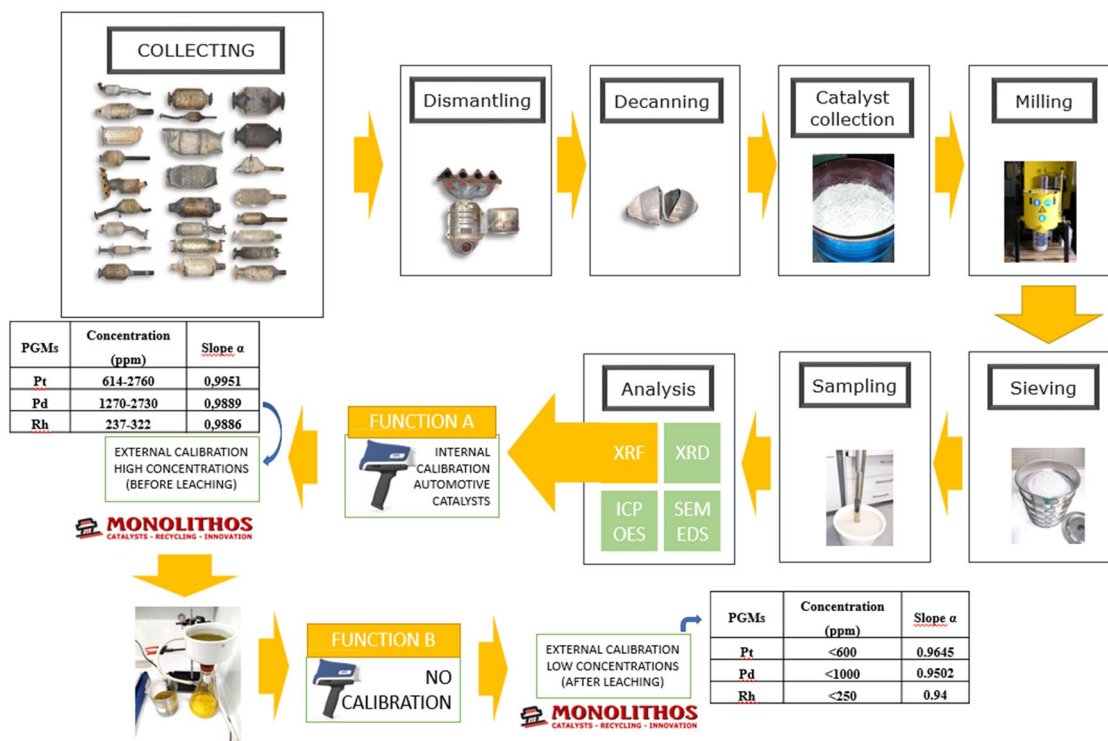 COLLECTING
Dismantling
Decanning
Catalyst
collection
Milling
Sieving
Sampling
Analysis
XRF
XRD
ICP
OES
SEM
EDS
FUNCTION A
INTERNAL
CALIBRATION
AUTOMOTIVE
CATALYSTS
PGMs Concentration (ppm) Slope α
Pt 614-2760 0,9951
Pd 1270-2730 0,9889
Rh 237-322 0,9886
EXTERNAL CALIBRATION
HIGH CONCENTRATIONS
(BEFORE LEACHING)
MONOLITHOS
CATALYSTS - RECYCLING - INNOVATION
FUNCTION B
NO
CALIBRATION
EXTERNAL CALIBRATION
LOW CONCENTRATIONS
(AFTER LEACHING)
MONOLITHOS
CATALYSTS - RECYCLING - INNOVATION
PGMs Concentration (ppm) Slope α
Pt <600 0.9645
Pd <1000 0.9502
Rh <250 0.94